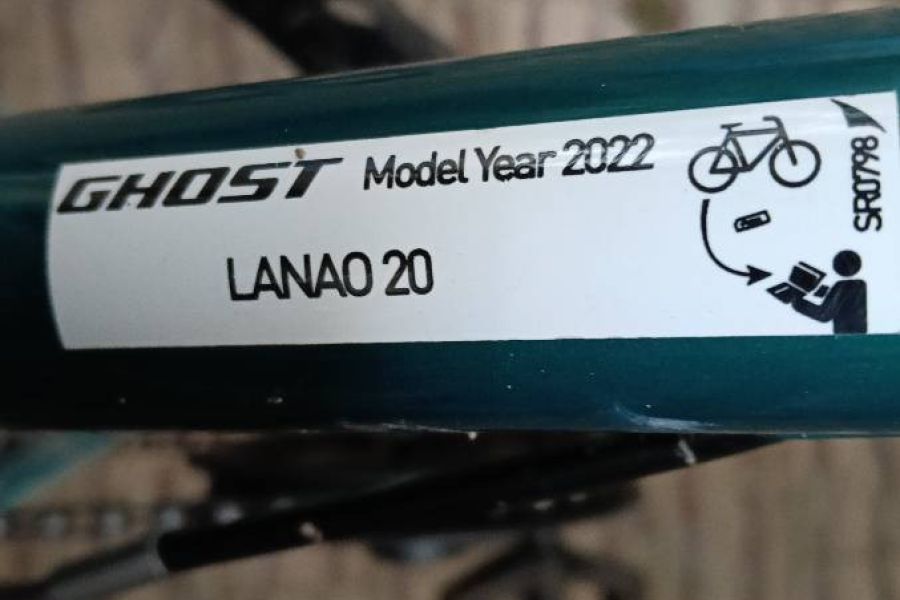 GHOST Model Year 2022
LANAO 20
SR0798